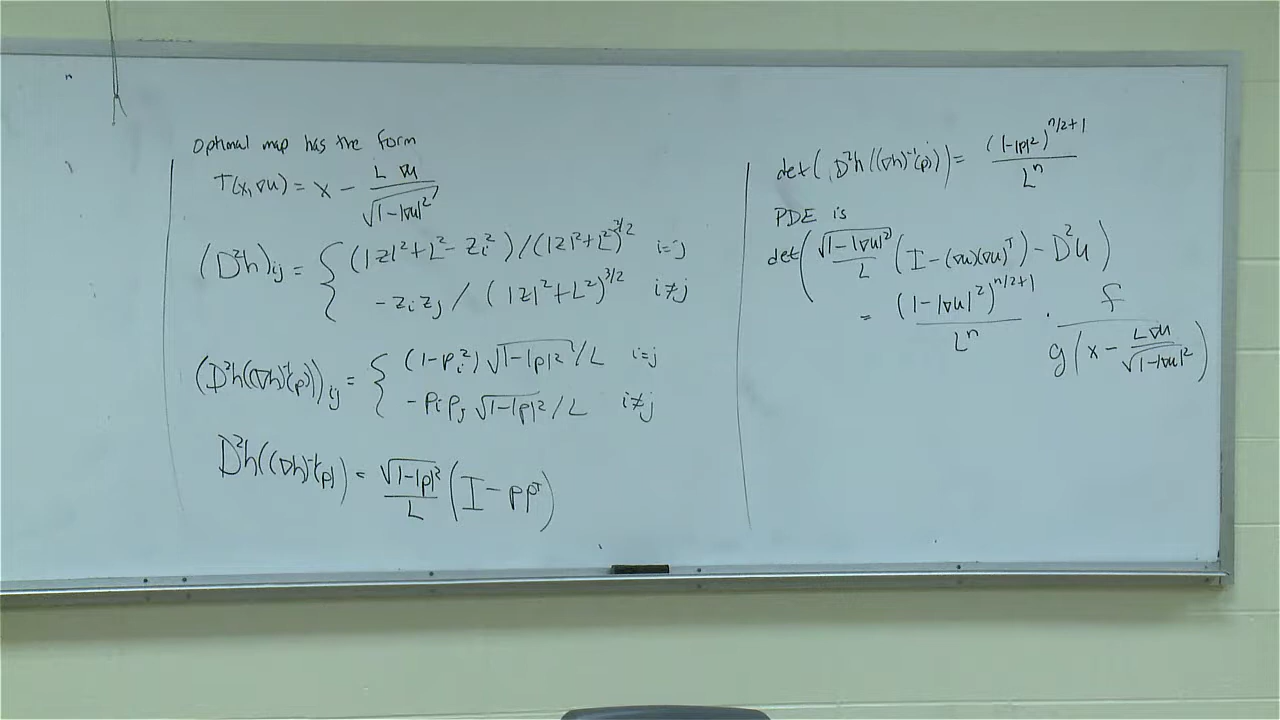 Optimal map has the form
T(x,∇u) = x − L ∇u / √(1−|∇u|²)
(D²h)ij = { (|z|²+L²−zi²)/(|z|²+L²)^3/2 i=j
−zizj / (|z|²+L²)^3/2 i≠j
(D²h((∇h)⁻¹(p)))ij = { (1−pi²)√(1−|p|²)/L i=j
−pipj √(1−|p|²)/L i≠j
D²h((∇h)⁻¹(p)) = √(1−|p|²)/L (I − ppᵀ)
det(D²h((∇h)⁻¹(p))) = (1−|p|²)^(n/2+1) / Lⁿ
PDE is
det( √(1−|∇u|²)/L (I − (∇u)(∇u)ᵀ) − D²u )
= (1−|∇u|²)^(n/2+1) / Lⁿ · f / g(x − L∇u/√(1−|∇u|²))